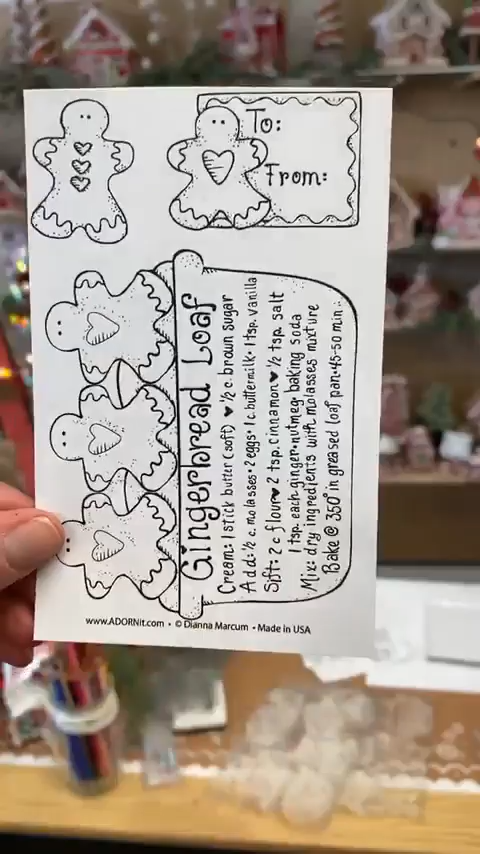 To:
From:
Gingerbread Loaf
Cream: 1 stick butter (soft) ♥ ½ c. brown sugar
Add: ½ c. molasses • 2 eggs • 1 c. buttermilk • 1 tsp. vanilla
Sift: 2 c flour ♥ 2 tsp. cinnamon ♥ ½ tsp. salt
1 tsp. each ginger • nutmeg • baking soda
Mix: dry ingredients with molasses mixture
Bake @ 350° in greased loaf pan • 45-50 min.
www.ADORNit.com • © Dianna Marcum • Made in USA